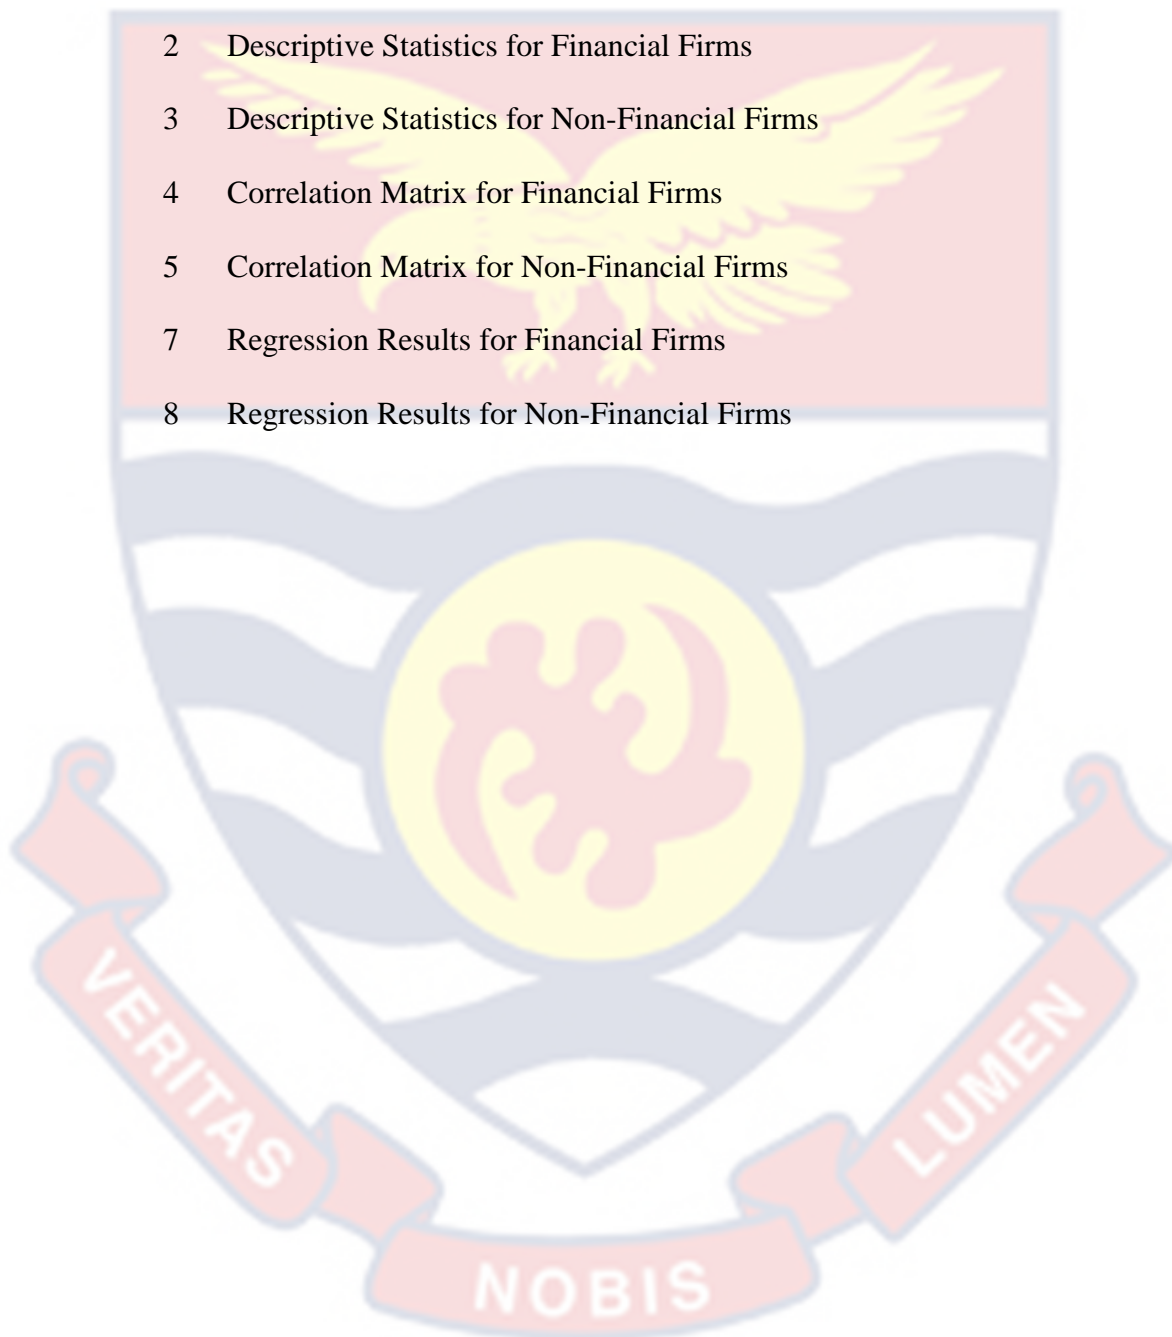 2 Descriptive Statistics for Financial Firms
3 Descriptive Statistics for Non-Financial Firms
4 Correlation Matrix for Financial Firms
5 Correlation Matrix for Non-Financial Firms
7 Regression Results for Financial Firms
8 Regression Results for Non-Financial Firms
VERITAS
NOBIS
LUMEN